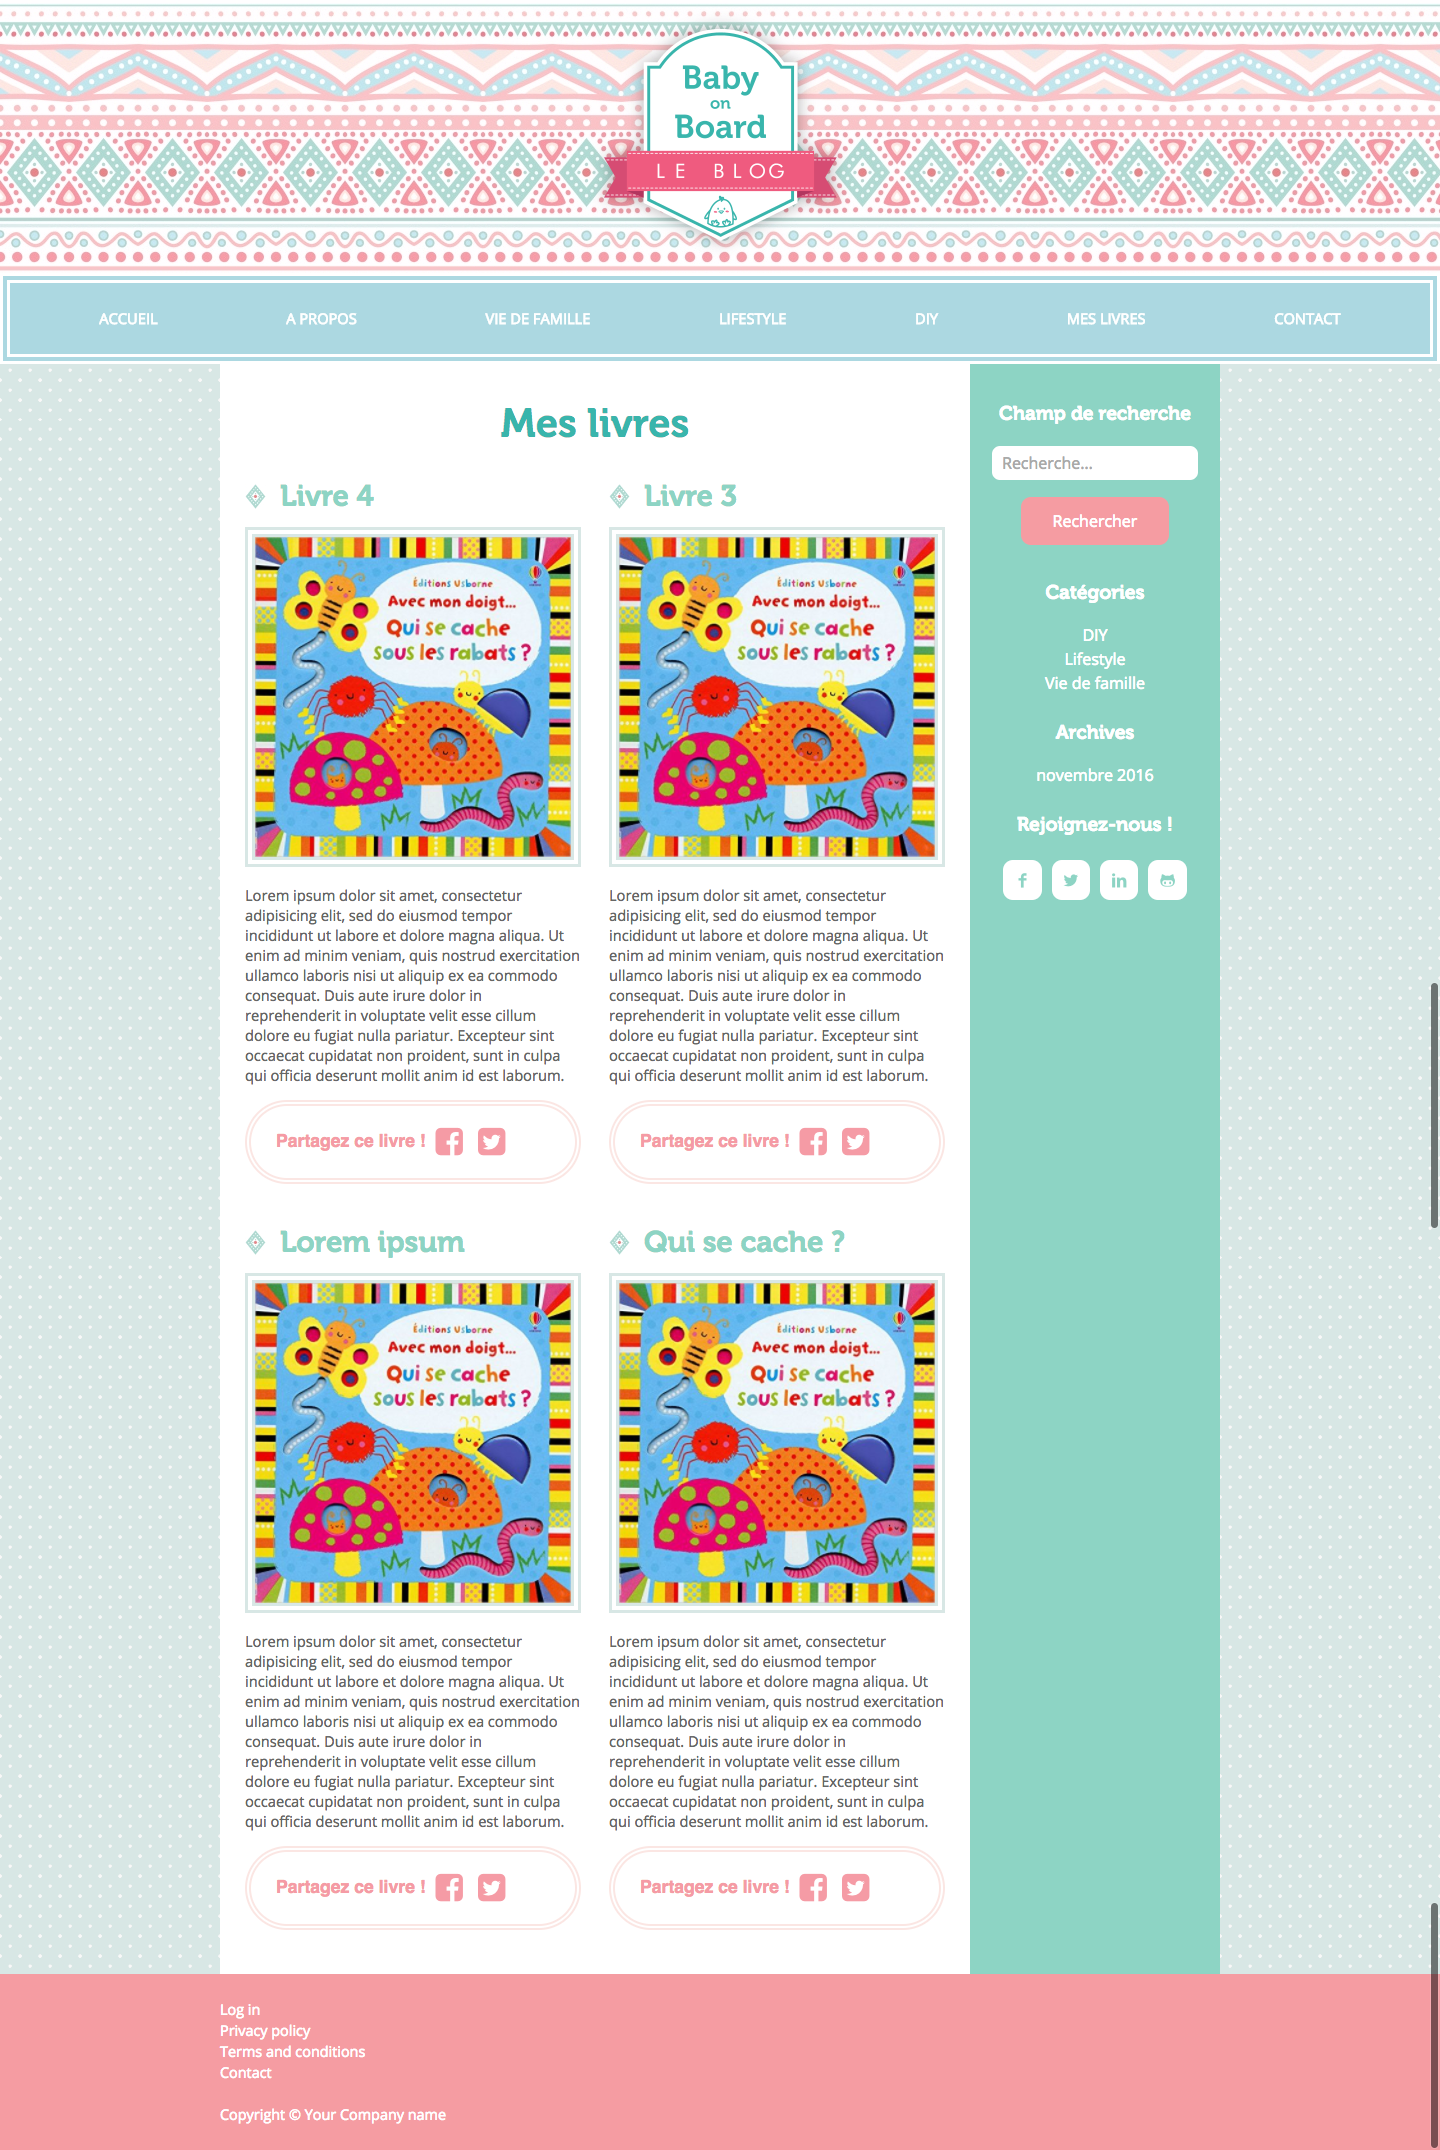 Baby
on
Board
LE BLOG
ACCUEIL
A PROPOS
VIE DE FAMILLE
LIFESTYLE
DIY
MES LIVRES
CONTACT
Mes livres
Livre 4
Éditions Usborne
Avec mon doigt...
Qui se cache
sous les rabats ?
Lorem ipsum dolor sit amet, consectetur
adipisicing elit, sed do eiusmod tempor
incididunt ut labore et dolore magna aliqua. Ut
enim ad minim veniam, quis nostrud exercitation
ullamco laboris nisi ut aliquip ex ea commodo
consequat. Duis aute irure dolor in
reprehenderit in voluptate velit esse cillum
dolore eu fugiat nulla pariatur. Excepteur sint
occaecat cupidatat non proident, sunt in culpa
qui officia deserunt mollit anim id est laborum.
Partagez ce livre !
Livre 3
Éditions Usborne
Avec mon doigt...
Qui se cache
sous les rabats ?
Lorem ipsum dolor sit amet, consectetur
adipisicing elit, sed do eiusmod tempor
incididunt ut labore et dolore magna aliqua. Ut
enim ad minim veniam, quis nostrud exercitation
ullamco laboris nisi ut aliquip ex ea commodo
consequat. Duis aute irure dolor in
reprehenderit in voluptate velit esse cillum
dolore eu fugiat nulla pariatur. Excepteur sint
occaecat cupidatat non proident, sunt in culpa
qui officia deserunt mollit anim id est laborum.
Partagez ce livre !
Lorem ipsum
Éditions Usborne
Avec mon doigt...
Qui se cache
sous les rabats ?
Lorem ipsum dolor sit amet, consectetur
adipisicing elit, sed do eiusmod tempor
incididunt ut labore et dolore magna aliqua. Ut
enim ad minim veniam, quis nostrud exercitation
ullamco laboris nisi ut aliquip ex ea commodo
consequat. Duis aute irure dolor in
reprehenderit in voluptate velit esse cillum
dolore eu fugiat nulla pariatur. Excepteur sint
occaecat cupidatat non proident, sunt in culpa
qui officia deserunt mollit anim id est laborum.
Partagez ce livre !
Qui se cache ?
Éditions Usborne
Avec mon doigt...
Qui se cache
sous les rabats ?
Lorem ipsum dolor sit amet, consectetur
adipisicing elit, sed do eiusmod tempor
incididunt ut labore et dolore magna aliqua. Ut
enim ad minim veniam, quis nostrud exercitation
ullamco laboris nisi ut aliquip ex ea commodo
consequat. Duis aute irure dolor in
reprehenderit in voluptate velit esse cillum
dolore eu fugiat nulla pariatur. Excepteur sint
occaecat cupidatat non proident, sunt in culpa
qui officia deserunt mollit anim id est laborum.
Partagez ce livre !
Champ de recherche
Recherche...
Rechercher
Catégories
DIY
Lifestyle
Vie de famille
Archives
novembre 2016
Rejoignez-nous !
Log in
Privacy policy
Terms and conditions
Contact
Copyright © Your Company name